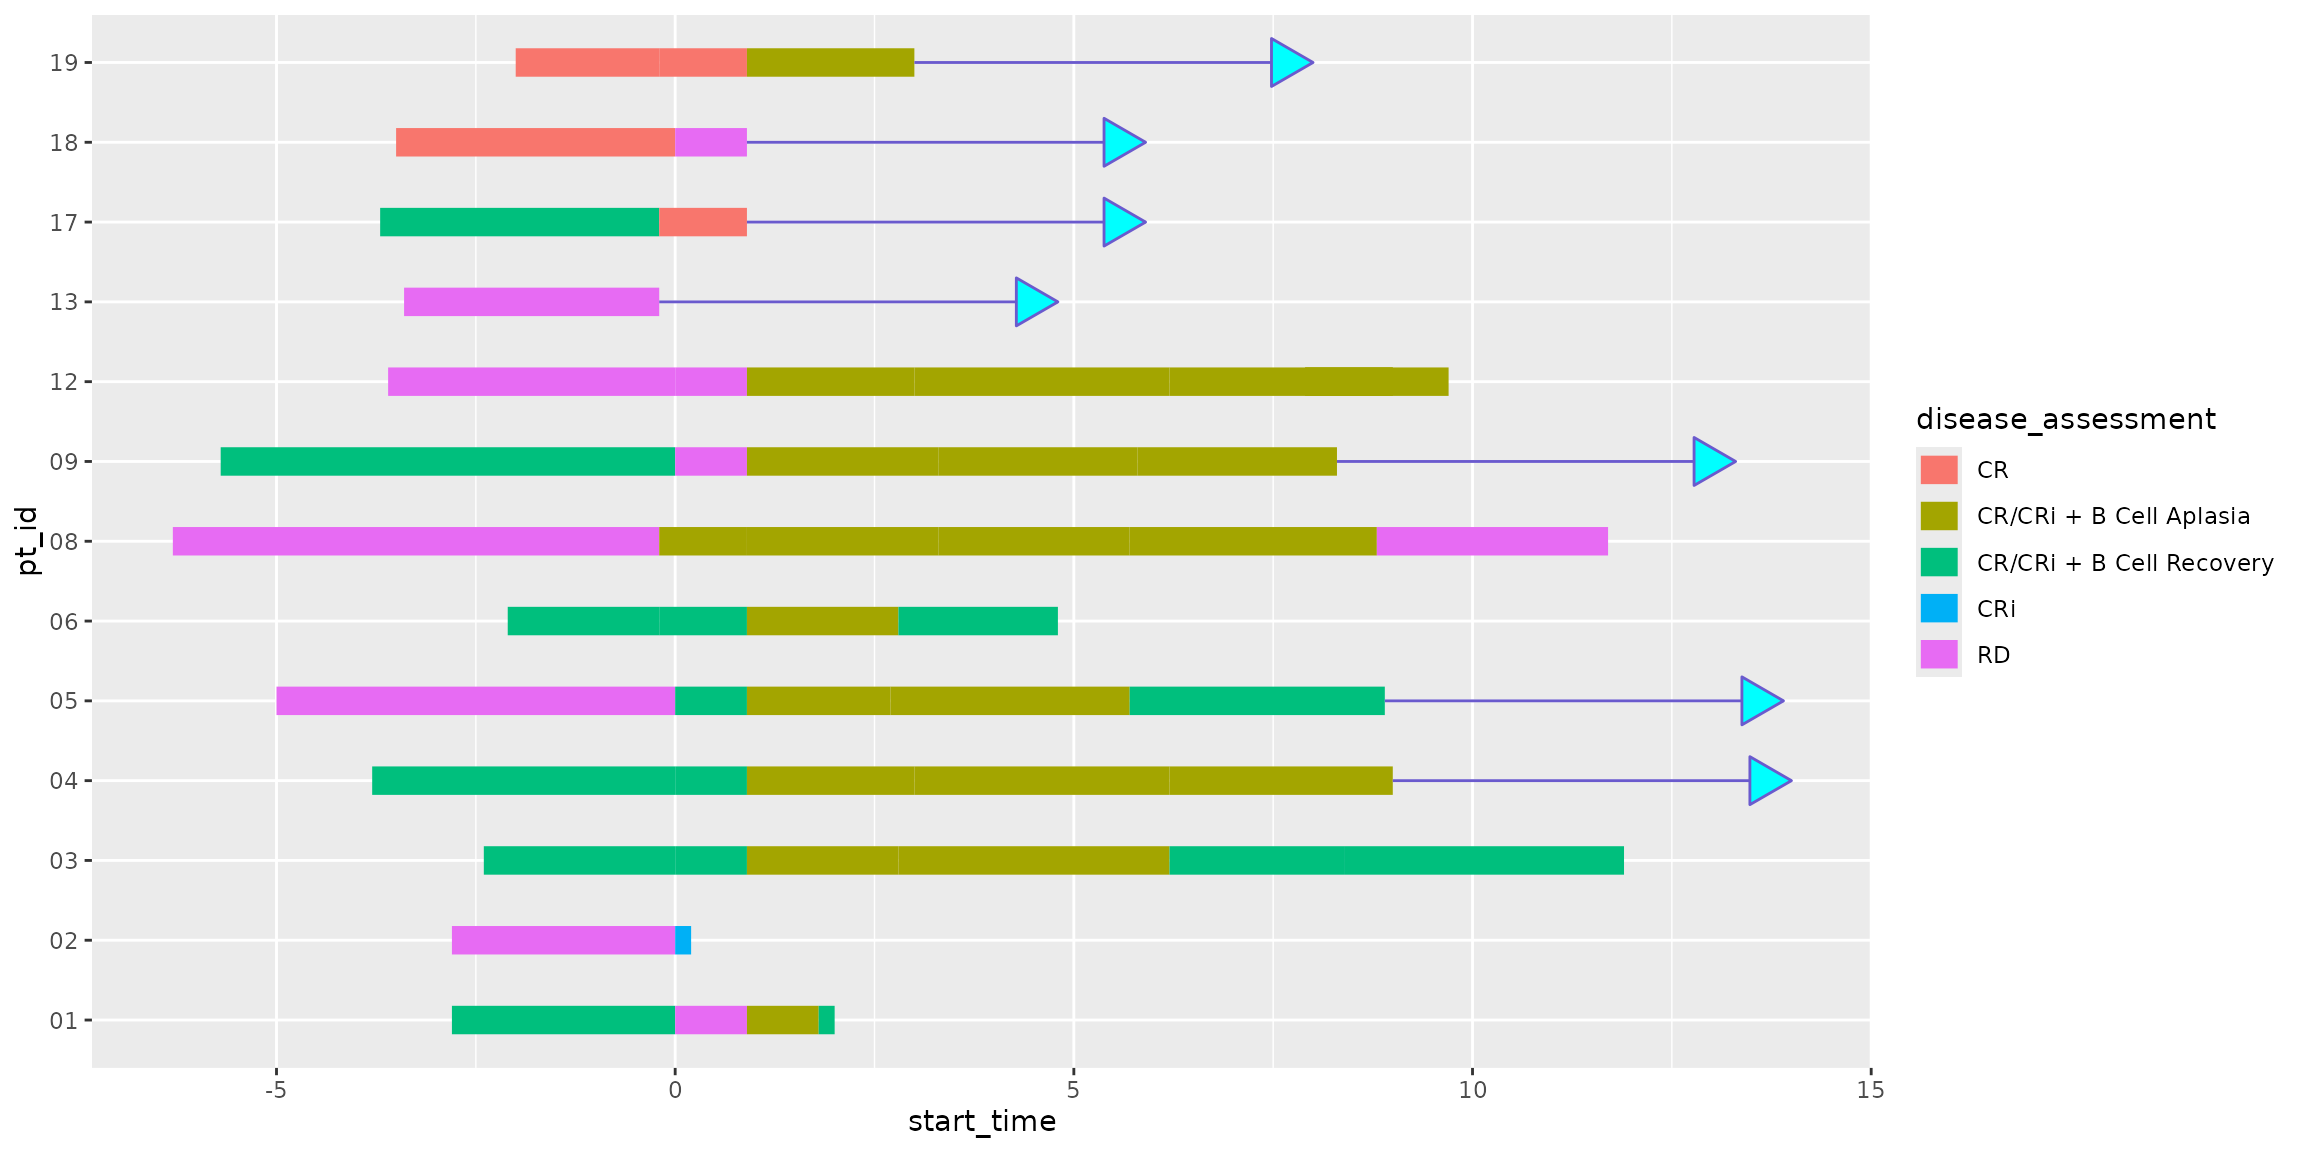 19
18
17
13
12
09
08
06
05
04
03
02
01
pt_id
-5 0 5 10 15
start_time
disease_assessment
CR
CR/CRi + B Cell Aplasia
CR/CRi + B Cell Recovery
CRi
RD